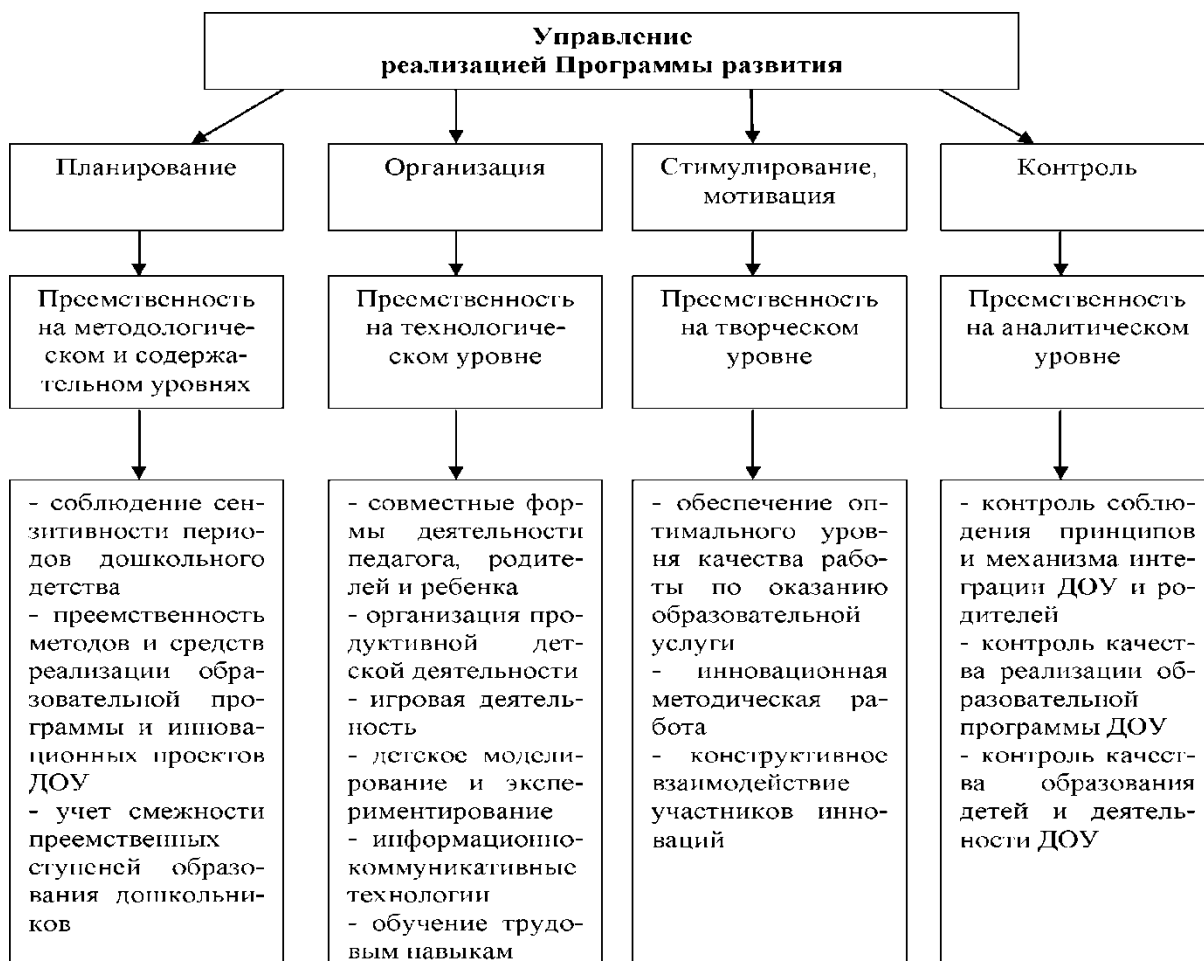 Управление
реализацией Программы развития
Планирование
Организация
Стимулирование,
мотивация
Контроль
Преемственность
на методологиче-
ском и содержа-
тельном уровнях
Преемственность
на технологиче-
ском уровне
Преемственность
на творческом
уровне
Преемственность
на аналитическом
уровне
- соблюдение сен-
зитивности перио-
дов дошкольного
детства
- преемственность
методов и средств
реализации обра-
зовательной про-
граммы и иннова-
ционных проектов
ДОУ
- учет смежности
преемственных
ступеней образо-
вания дошкольни-
ков
- совместные фор-
мы деятельности
педагога, родите-
лей и ребенка
- организация про-
дуктивной дет-
ской деятельности
- игровая деятель-
ность
- детское модели-
рование и экспе-
риментирование
- информационно-
коммуникативные
технологии
- обучение трудо-
вым навыкам
- обеспечение оп-
тимального уров-
ня качества рабо-
ты по оказанию
образовательной
услуги
- инновационная
методическая ра-
бота
- конструктивное
взаимодействие
участников инно-
ваций
- контроль соблю-
дения принципов
и механизма инте-
грации ДОУ и ро-
дителей
- контроль качест-
ва реализации об-
разовательной
программы ДОУ
- контроль качест-
ва образования
детей и деятель-
ности ДОУ